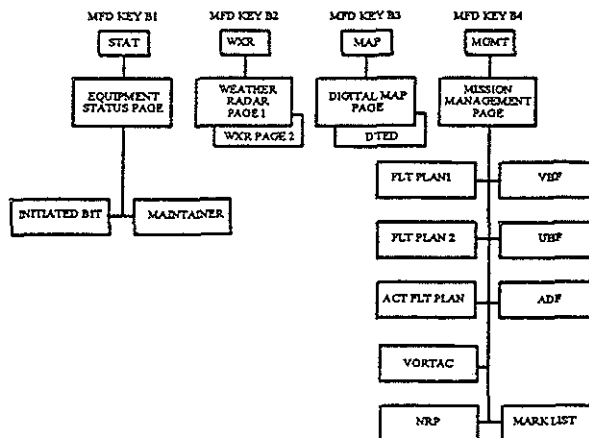 MFD KEY B1
MFD KEY B2
MFD KEY B3
MFD KEY B4
STAT
WXR
MAP
MGMT
EQUIPMENT
STATUS PAGE
WEATHER
RADAR
PAGE 1
WXR PAGE 2
DIGITAL MAP
PAGE
DTED
MISSION
MANAGEMENT
PAGE
FLT PLAN1
VHF
FLT PLAN 2
UHF
ACT FLT PLAN
ADF
VORTAC
NRP
MARK LIST
INITIATED BIT
MAINTAINER